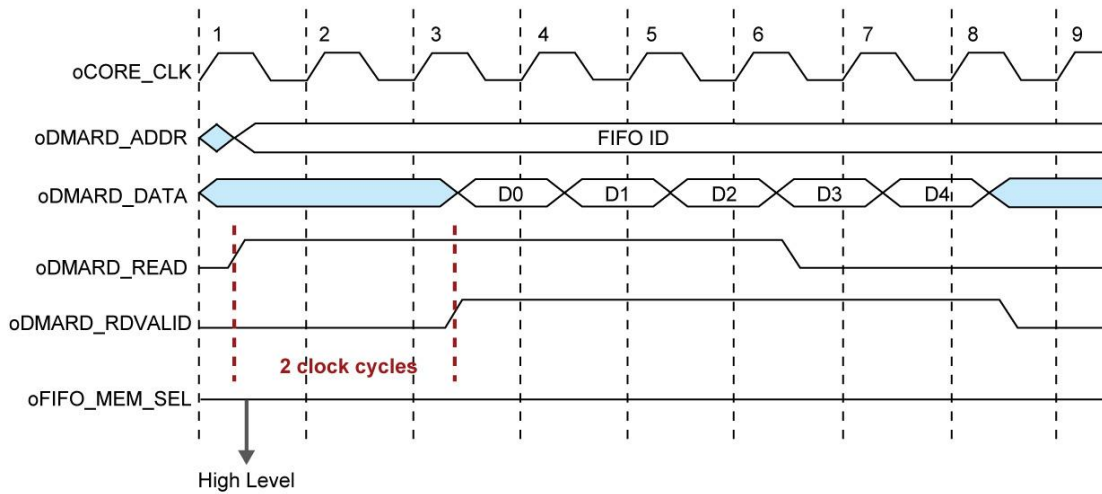 1 2 3 4 5 6 7 8 9
oCORE_CLK
oDMARD_ADDR FIFO ID
oDMARD_DATA D0 D1 D2 D3 D4
oDMARD_READ
oDMARD_RDVALID
2 clock cycles
oFIFO_MEM_SEL
High Level